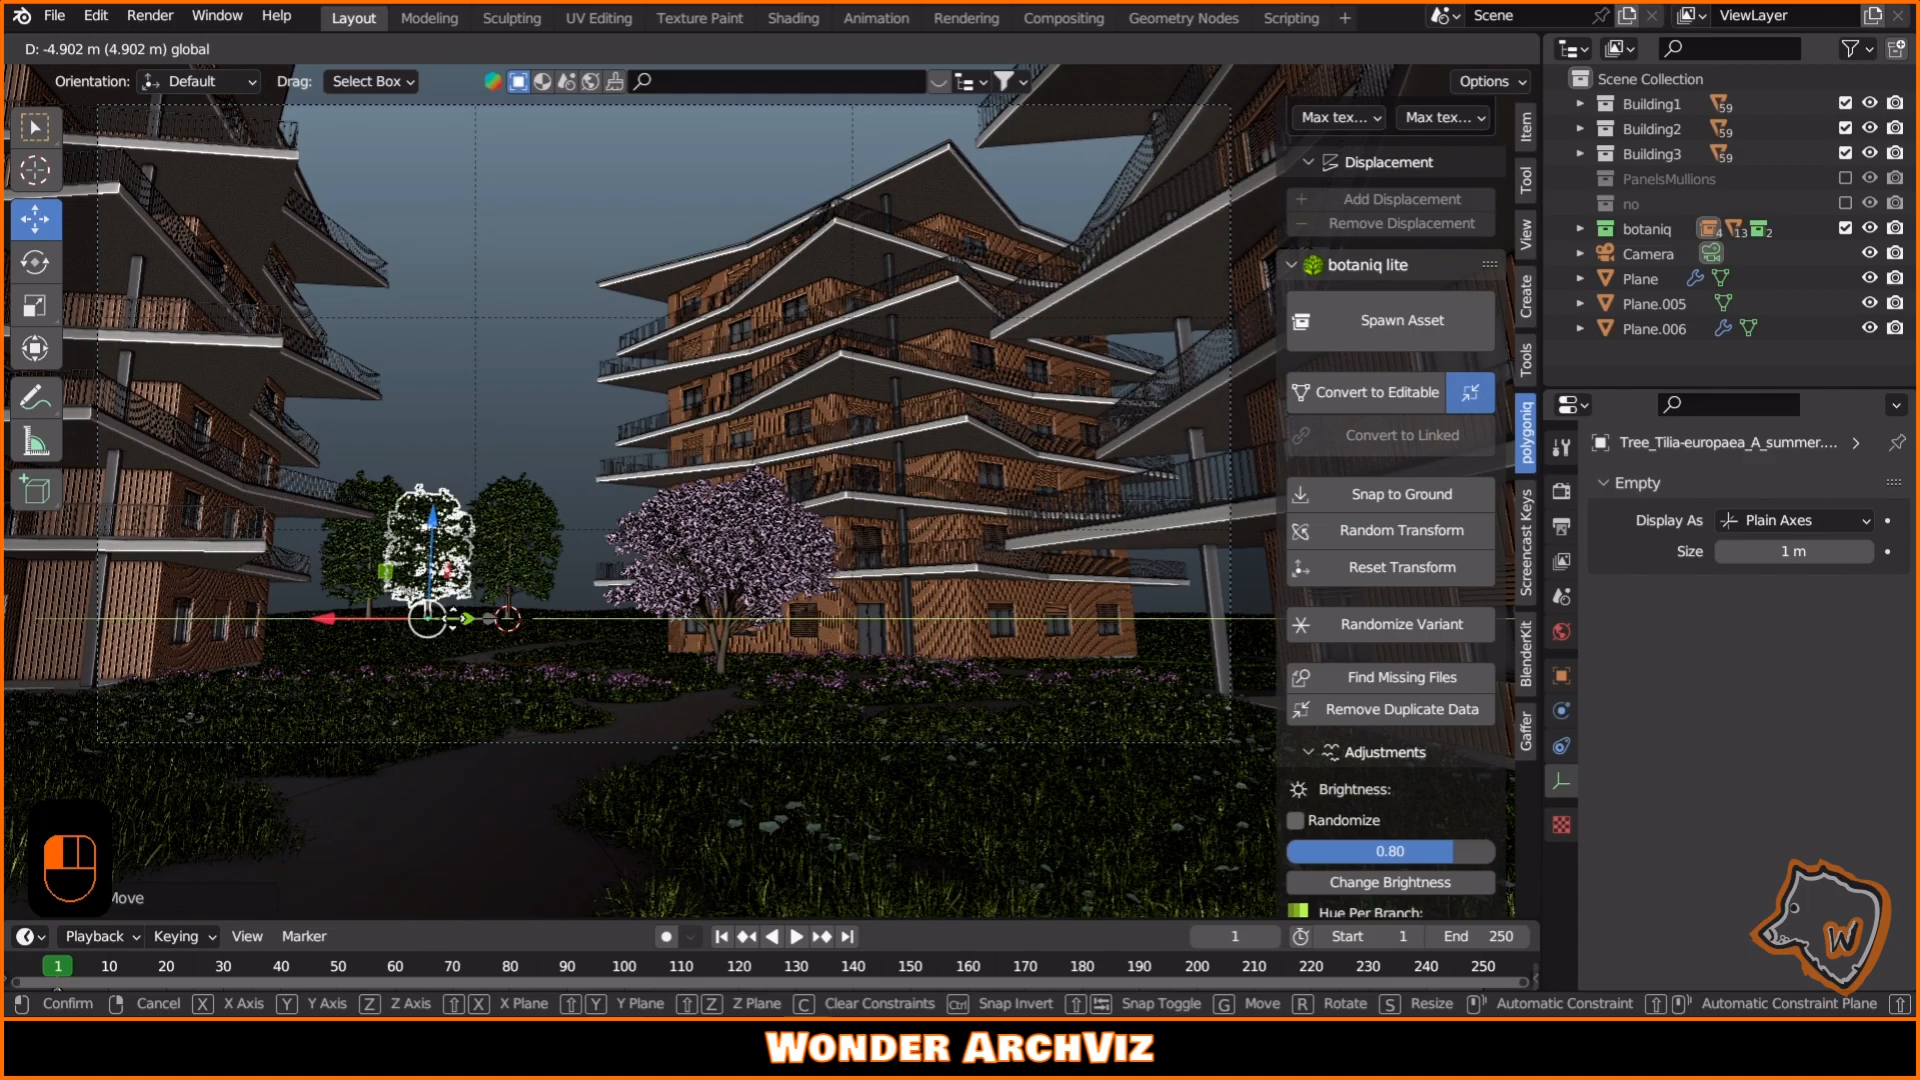 File Edit Render Window Help Layout Modeling Sculpting UV Editing Texture Paint Shading Animation Rendering Compositing Geometry Nodes Scripting + Scene ViewLayer
D: -4.902 m (4.902 m) global
Orientation: Default Drag: Select Box Options
Max tex... Max tex...
Displacement
Add Displacement
Remove Displacement
botaniq lite
Spawn Asset
Convert to Editable
Convert to Linked
Snap to Ground
Random Transform
Reset Transform
Randomize Variant
Find Missing Files
Remove Duplicate Data
Adjustments
Brightness:
Randomize
0.80
Change Brightness
Hue Per Branch:
Item
Tool
View
Create
Tools
polygoniq
Screencast Keys
BlenderKit
Gaffer
Scene Collection
Building1 59
Building2 59
Building3 59
PanelsMullions
no
botaniq 4 13 2
Camera
Plane
Plane.005
Plane.006
Tree_Tilia-europaea_A_summer....
Empty
Display As Plain Axes
Size 1 m
Move
Playback Keying View Marker 1 Start 1 End 250
1 10 20 30 40 50 60 70 80 90 100 110 120 130 140 150 160 170 180 190 200 210 220 230 240 250
Confirm Cancel X X Axis Y Y Axis Z Z Axis X X Plane Y Y Plane Z Z Plane C Clear Constraints Ctrl Snap Invert Snap Toggle G Move R Rotate S Resize Automatic Constraint Automatic Constraint Plane
W
Wonder ArchViz